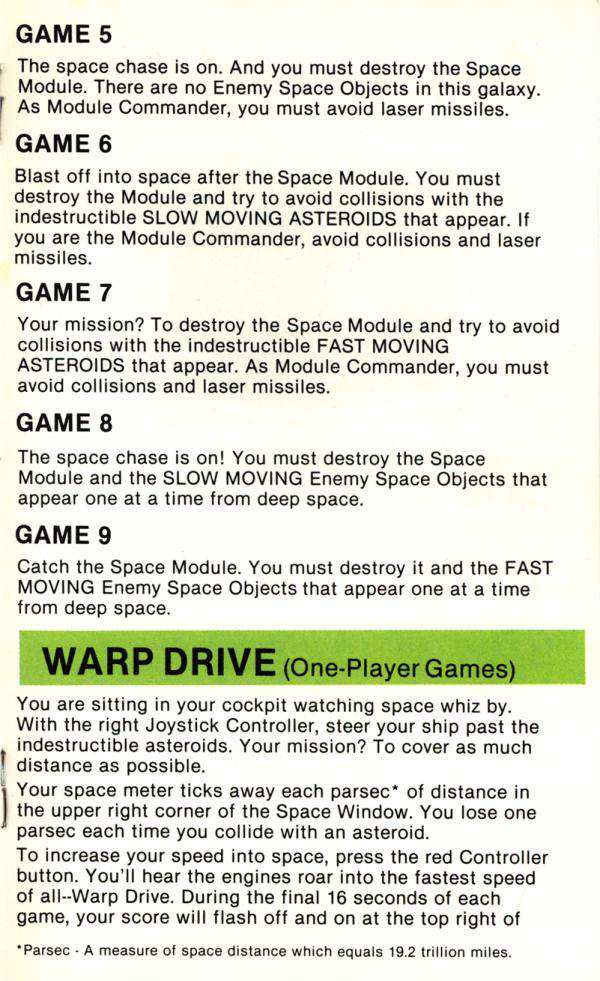 GAME 5
The space chase is on. And you must destroy the Space
Module. There are no Enemy Space Objects in this galaxy.
As Module Commander, you must avoid laser missiles.
GAME 6
Blast off into space after the Space Module. You must
destroy the Module and try to avoid collisions with the
indestructible SLOW MOVING ASTEROIDS that appear. If
you are the Module Commander, avoid collisions and laser
missiles.
GAME 7
Your mission? To destroy the Space Module and try to avoid
collisions with the indestructible FAST MOVING
ASTEROIDS that appear. As Module Commander, you must
avoid collisions and laser missiles.
GAME 8
The space chase is on! You must destroy the Space
Module and the SLOW MOVING Enemy Space Objects that
appear one at a time from deep space.
GAME 9
Catch the Space Module. You must destroy it and the FAST
MOVING Enemy Space Objects that appear one at a time
from deep space.
WARP DRIVE (One-Player Games)
You are sitting in your cockpit watching space whiz by.
With the right Joystick Controller, steer your ship past the
indestructible asteroids. Your mission? To cover as much
distance as possible.
Your space meter ticks away each parsec* of distance in
the upper right corner of the Space Window. You lose one
parsec each time you collide with an asteroid.
To increase your speed into space, press the red Controller
button. You'll hear the engines roar into the fastest speed
of all--Warp Drive. During the final 16 seconds of each
game, your score will flash off and on at the top right of
*Parsec - A measure of space distance which equals 19.2 trillion miles.